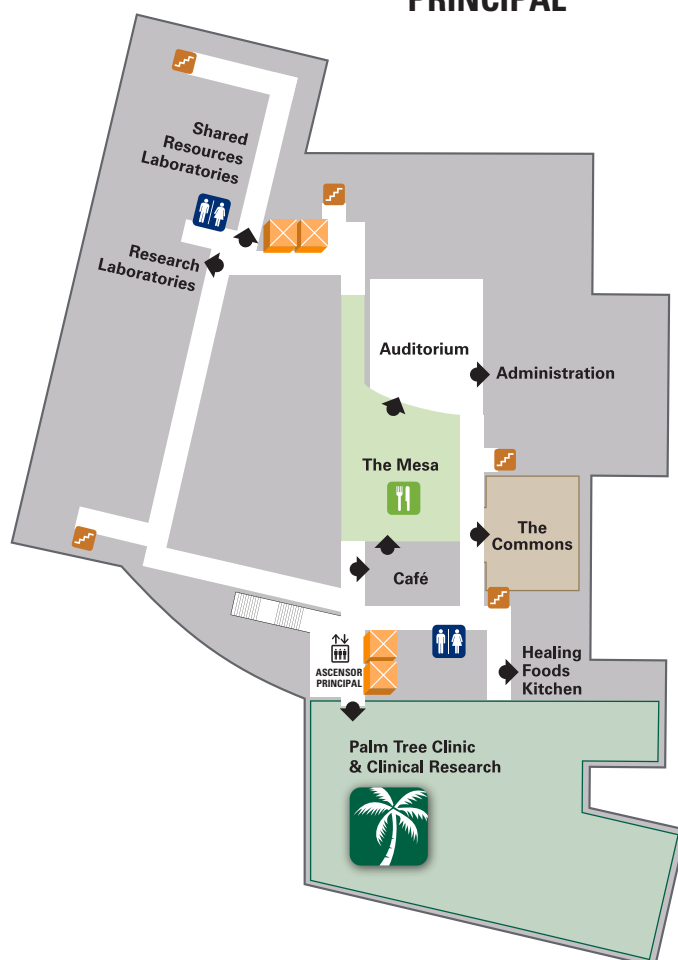 PRINCIPAL
Shared
Resources
Laboratories
Research
Laboratories
Auditorium
Administration
The Mesa
The
Commons
Café
ASCENSOR
PRINCIPAL
Healing
Foods
Kitchen
Palm Tree Clinic
& Clinical Research